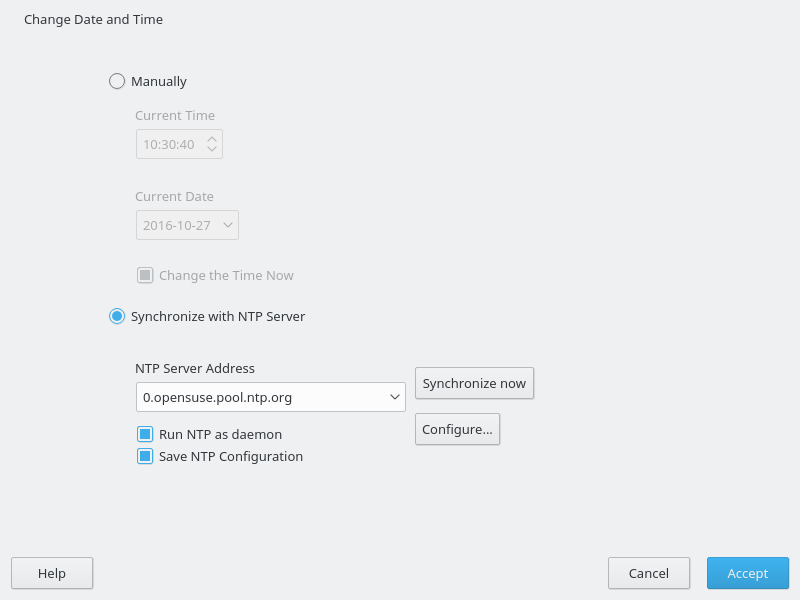 Change Date and Time
Manually
Current Time
10:30:40
Current Date
2016-10-27
Change the Time Now
Synchronize with NTP Server
NTP Server Address
0.opensuse.pool.ntp.org
Synchronize now
Run NTP as daemon
Configure...
Save NTP Configuration
Help
Cancel
Accept